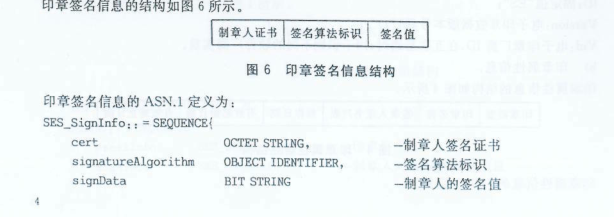 印章签名信息的结构如图 6 所示。
制章人证书 签名算法标识 签名值
图 6 印章签名信息结构
印章签名信息的 ASN.1 定义为：
SES_SignInfo::=SEQUENCE{
cert OCTET STRING, —制章人签名证书
signatureAlgorithm OBJECT IDENTIFIER, —签名算法标识
signData BIT STRING —制章人的签名值
4